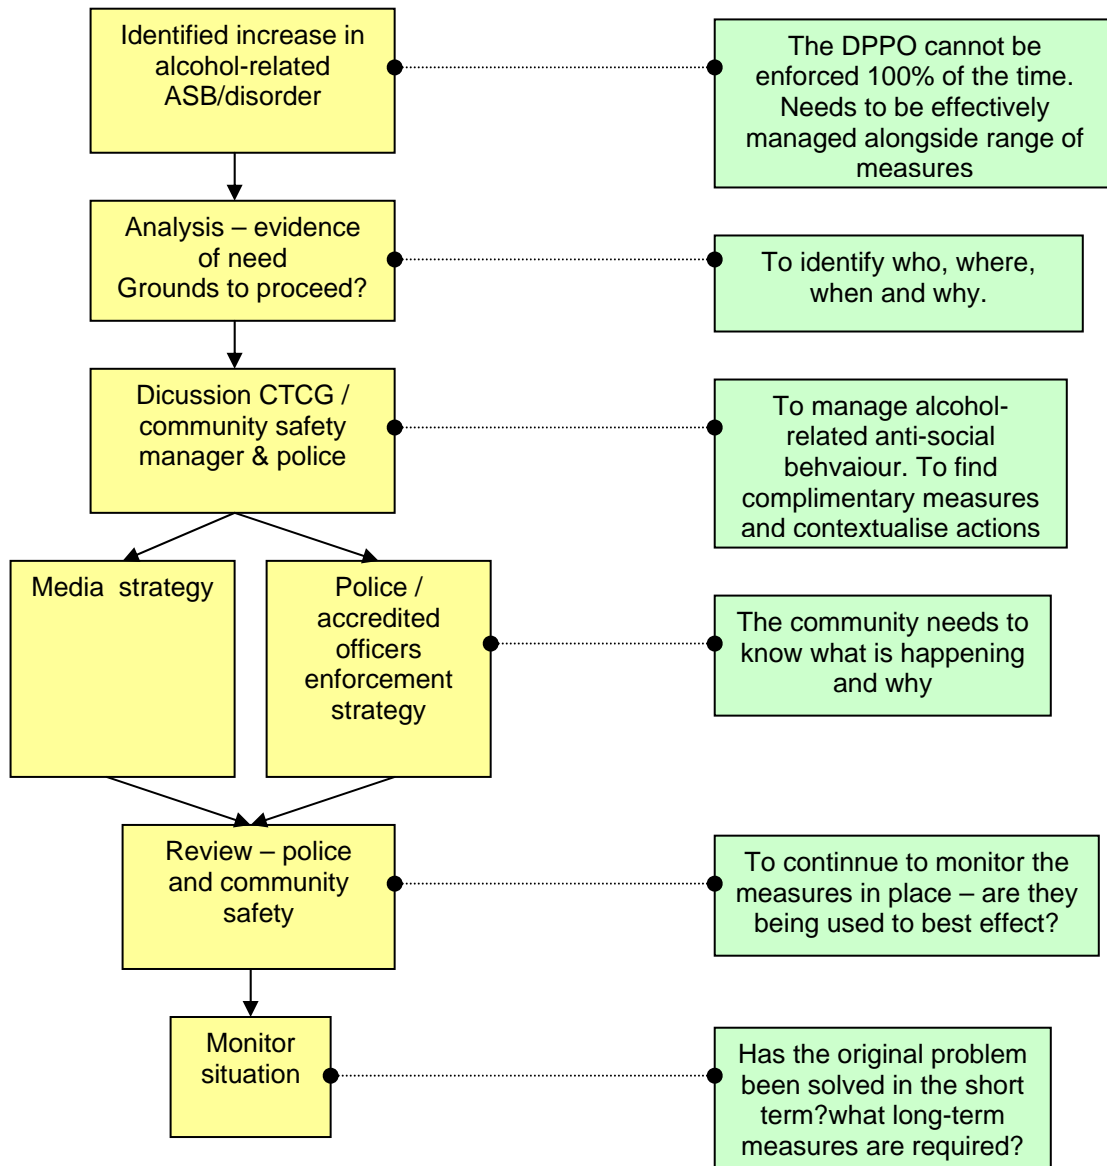 Identified increase in
alcohol-related
ASB/disorder
The DPPO cannot be
enforced 100% of the time.
Needs to be effectively
managed alongside range of
measures
Analysis – evidence
of need
Grounds to proceed?
To identify who, where,
when and why.
Dicussion CTCG /
community safety
manager & police
To manage alcohol-
related anti-social
behvaiour. To find
complimentary measures
and contextualise actions
Media strategy
Police /
accredited
officers
enforcement
strategy
The community needs to
know what is happening
and why
Review – police
and community
safety
To continnue to monitor the
measures in place – are they
being used to best effect?
Monitor
situation
Has the original problem
been solved in the short
term?what long-term
measures are required?